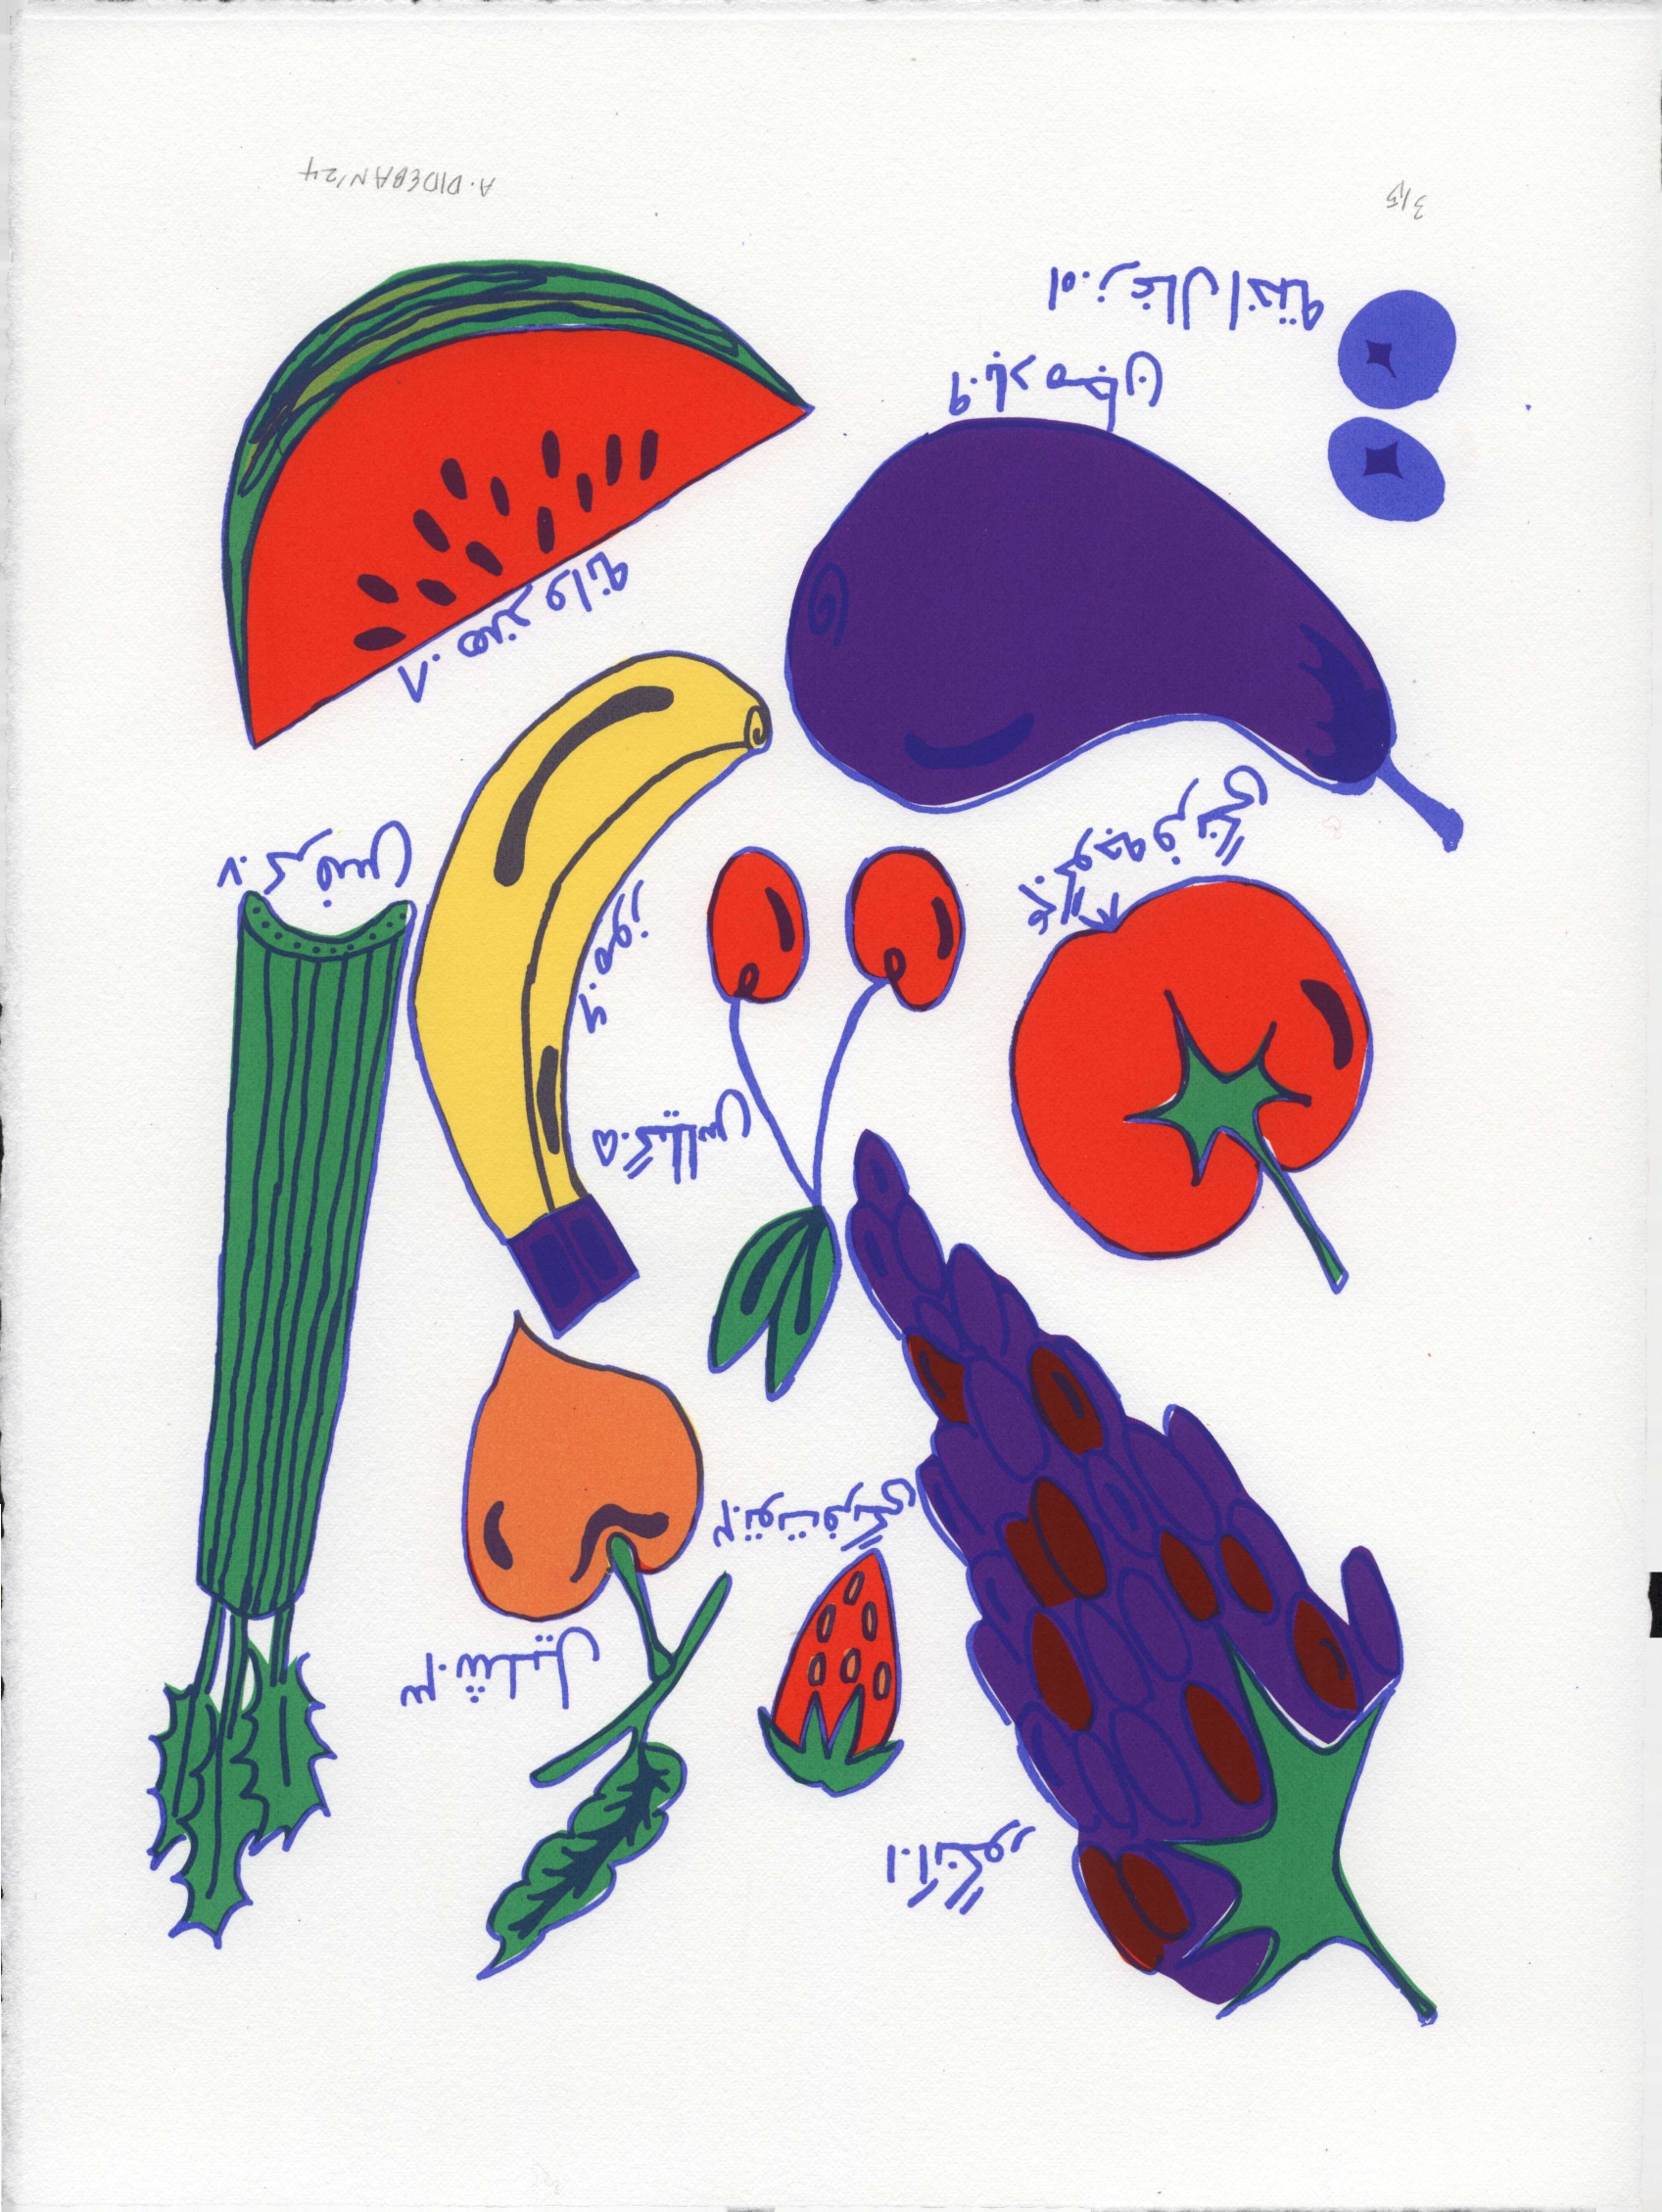 ۱. اَنگور
۲. توت فرنگی
۳. شلیل
۴. گوجه فرنگی
۵. گیلاس
۶. موز
۷. کرفس
۸. هندوانه
۹. بادمجان
۱۰. زغال اخته
3/15
A. DIDEBAN '24